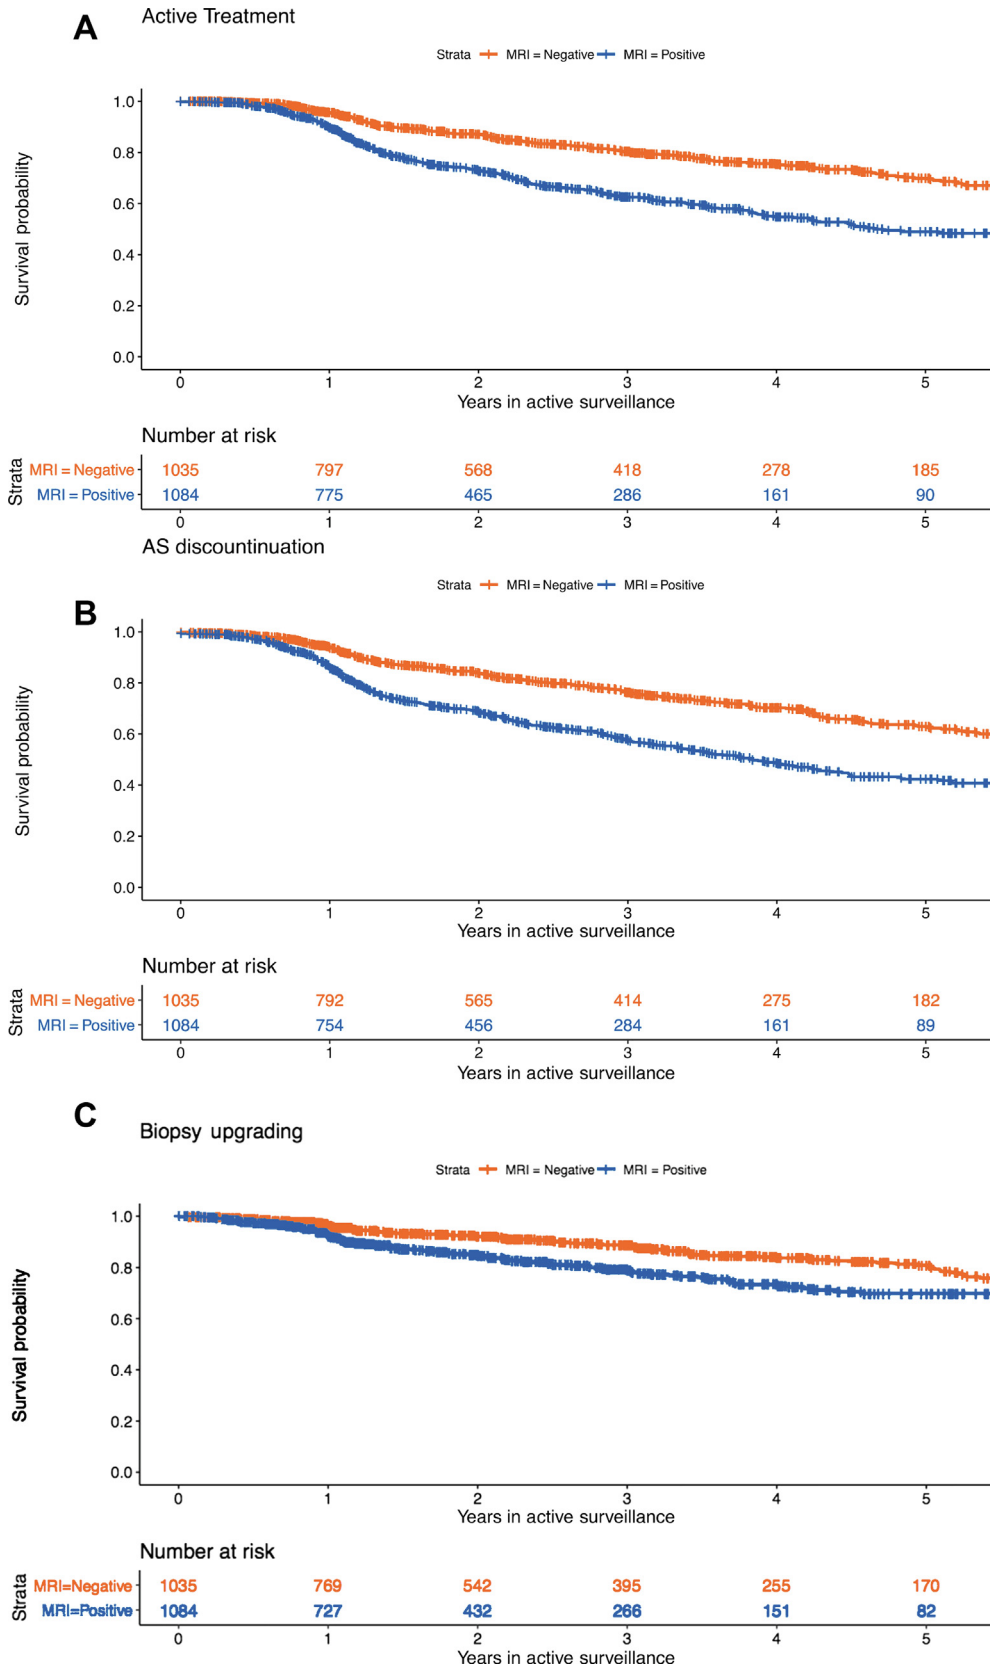 A
Active Treatment
Strata MRI = Negative MRI = Positive
Survival probability
1.0
0.8
0.6
0.4
0.2
0.0
0 1 2 3 4 5
Years in active surveillance
Number at risk
Strata
MRI = Negative 1035 797 568 418 278 185
MRI = Positive 1084 775 465 286 161 90
0 1 2 3 4 5
AS discountinuation
Strata MRI = Negative MRI = Positive
B
Survival probability
1.0
0.8
0.6
0.4
0.2
0.0
0 1 2 3 4 5
Years in active surveillance
Number at risk
Strata
MRI = Negative 1035 792 565 414 275 182
MRI = Positive 1084 754 456 284 161 89
0 1 2 3 4 5
Years in active surveillance
C
Biopsy upgrading
Strata MRI = Negative MRI = Positive
Survival probability
1.0
0.8
0.6
0.4
0.2
0.0
0 1 2 3 4 5
Years in active surveillance
Number at risk
Strata
MRI=Negative 1035 769 542 395 255 170
MRI=Positive 1084 727 432 266 151 82
0 1 2 3 4 5
Years in active surveillance